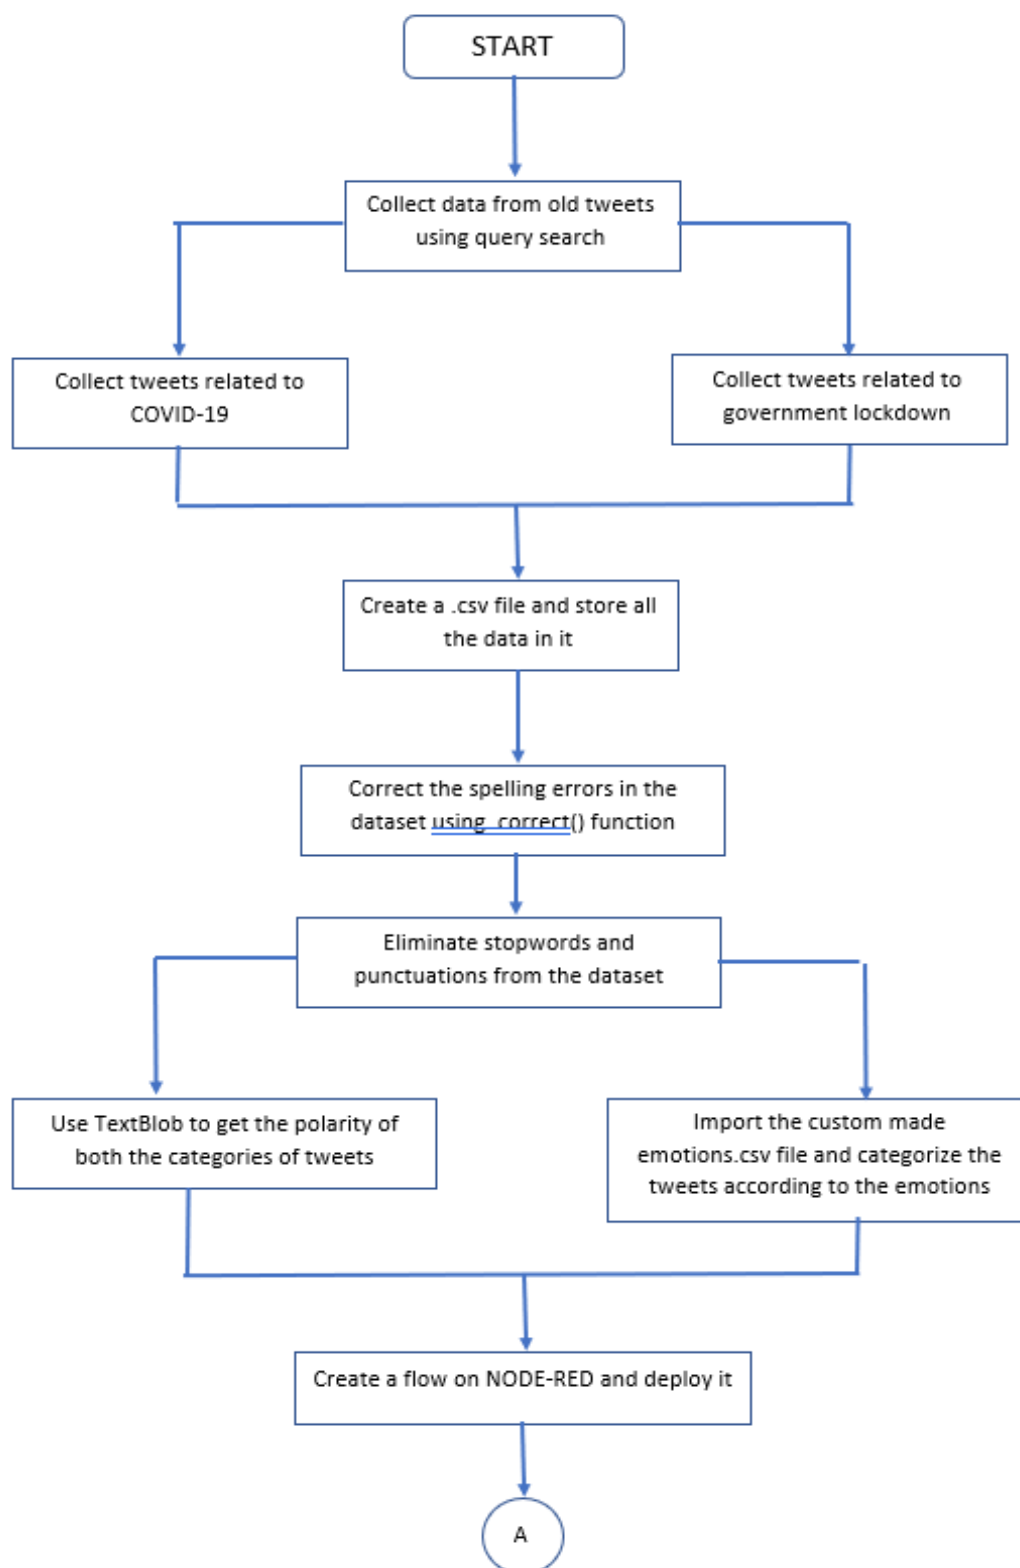 START
Collect data from old tweets
using query search
Collect tweets related to
COVID-19
Collect tweets related to
government lockdown
Create a .csv file and store all
the data in it
Correct the spelling errors in the
dataset using correct() function
Eliminate stopwords and
punctuations from the dataset
Use TextBlob to get the polarity of
both the categories of tweets
Import the custom made
emotions.csv file and categorize the
tweets according to the emotions
Create a flow on NODE-RED and deploy it
A